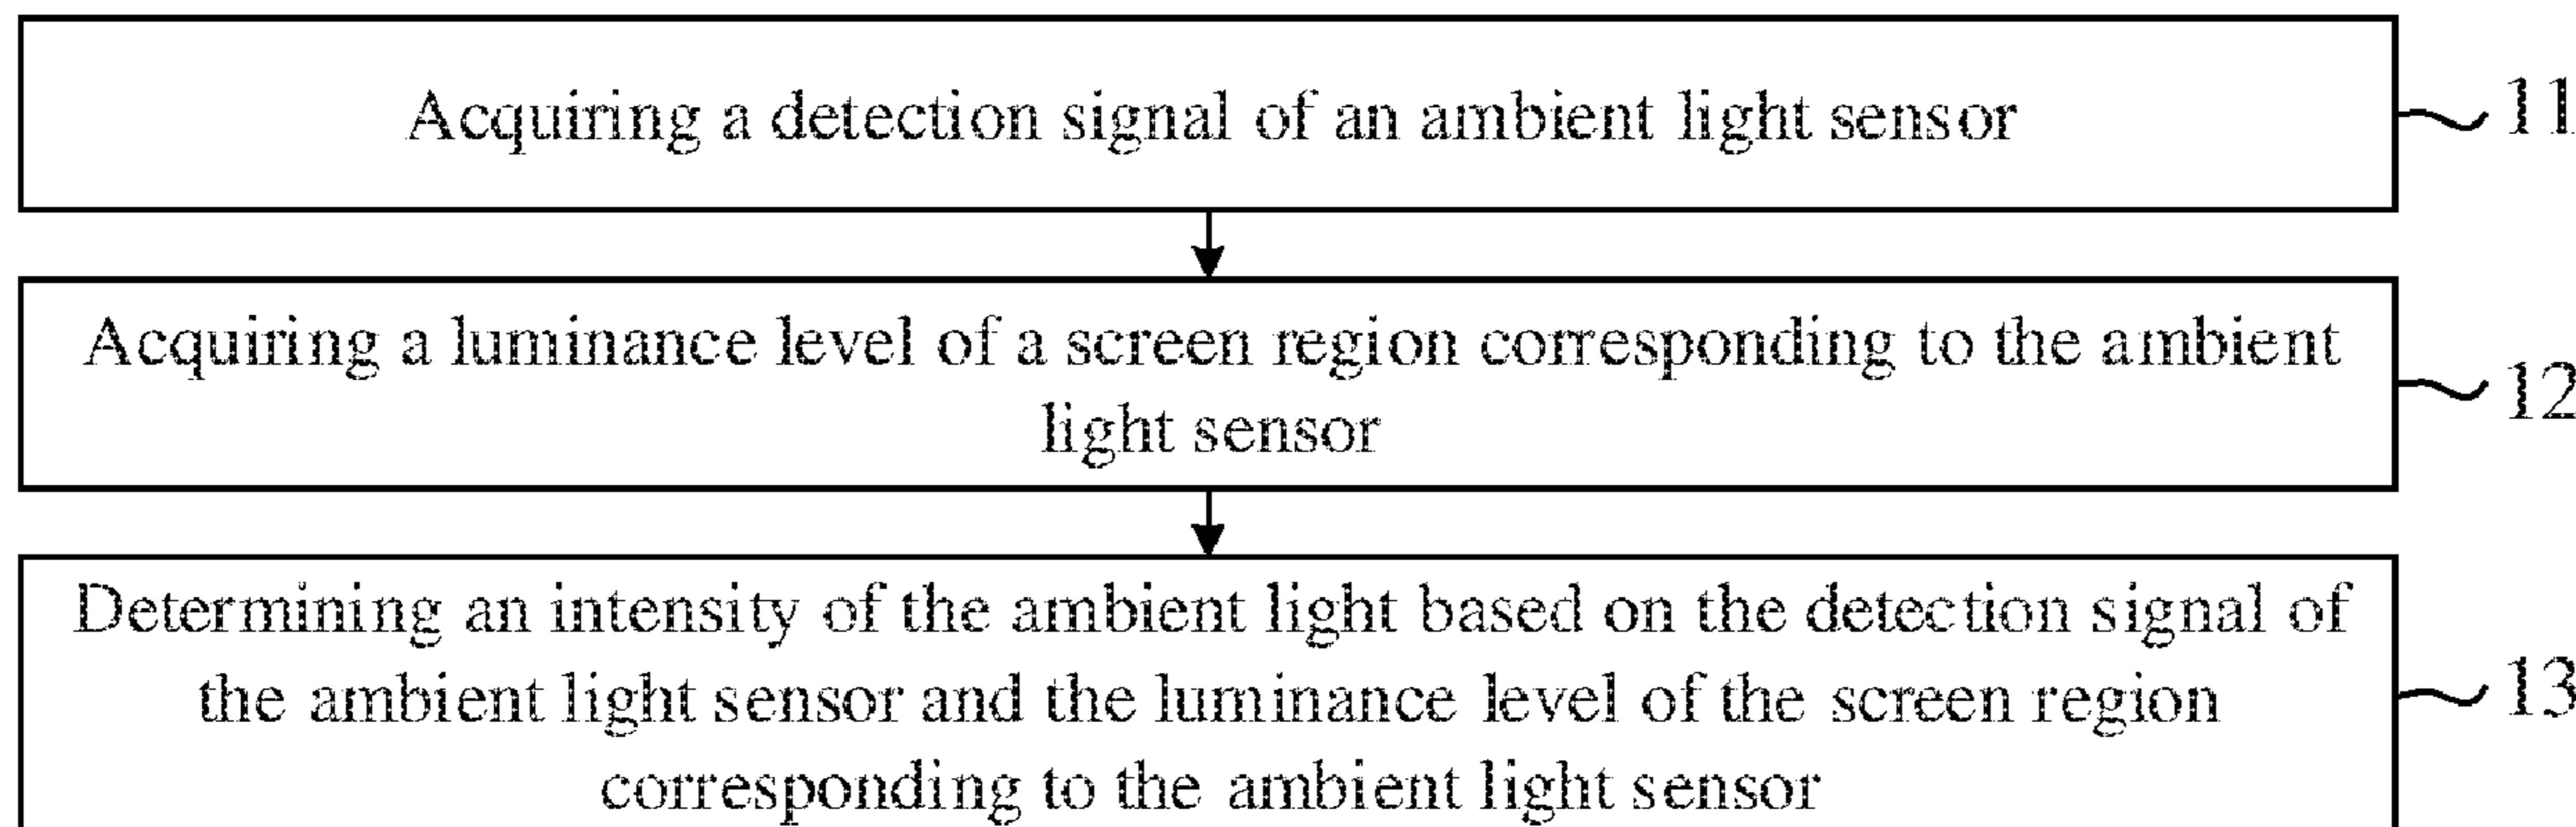 Acquiring a detection signal of an ambient light sensor
11
Acquiring a luminance level of a screen region corresponding to the ambient
light sensor
12
Determining an intensity of the ambient light based on the detection signal of
the ambient light sensor and the luminance level of the screen region
corresponding to the ambient light sensor
13